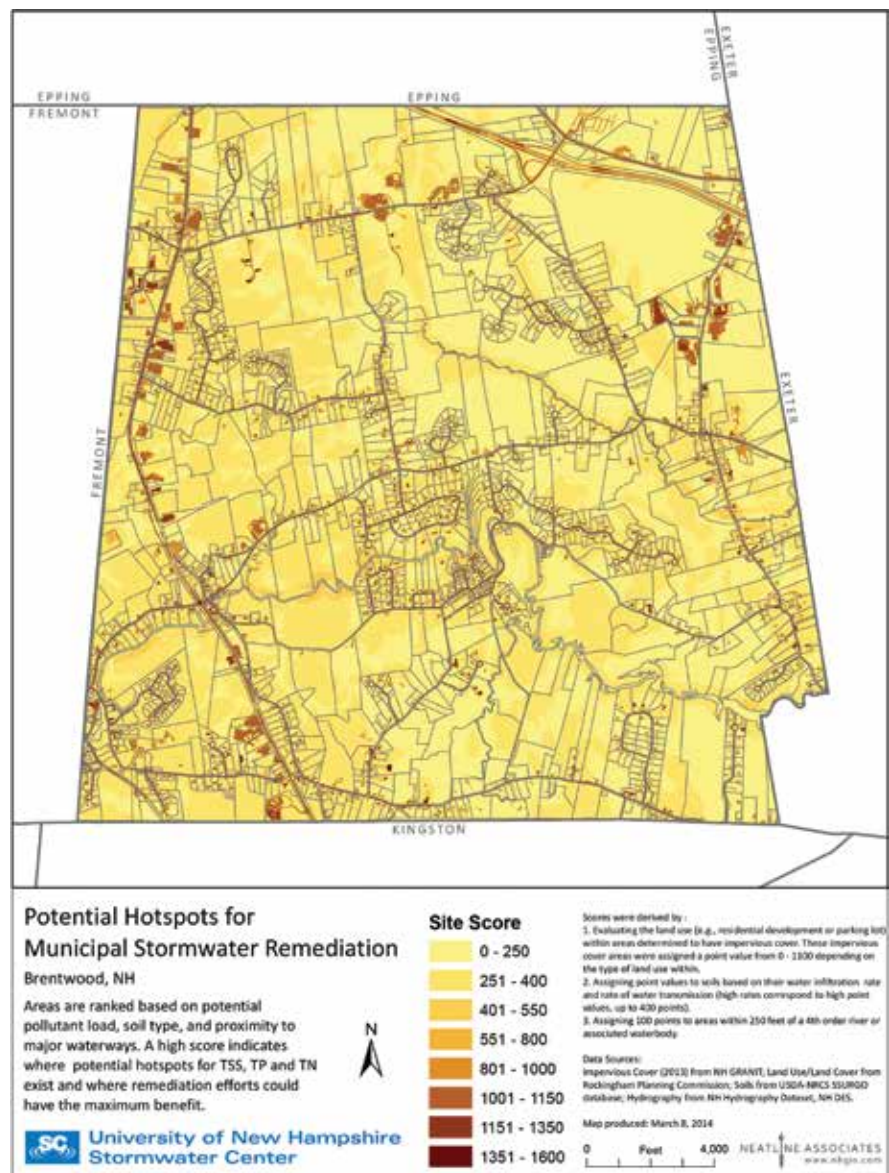 EXETER
EPPING
EPPING
EPPING
FREMONT
EXETER
FREMONT
KINGSTON
Potential Hotspots for
Municipal Stormwater Remediation
Brentwood, NH
Areas are ranked based on potential
pollutant load, soil type, and proximity to
major waterways. A high score indicates
where potential hotspots for TSS, TP and TN
exist and where remediation efforts could
have the maximum benefit.
N
SC
University of New Hampshire
Stormwater Center
Site Score
0 - 250
251 - 400
401 - 550
551 - 800
801 - 1000
1001 - 1150
1151 - 1350
1351 - 1600
Scores were derived by :
1. Evaluating the land use (e.g., residential development or parking lot)
within areas determined to have impervious cover. These impervious
cover areas were assigned a point value from 0 - 1100 depending on
the type of land use within.
2. Assigning point values to soils based on their water infiltration rate
and rate of water transmission (high rates correspond to high point
values, up to 400 points).
3. Assigning 100 points to areas within 250 feet of a 4th order river or
associated waterbody.
Data Sources:
Impervious Cover (2013) from NH GRANIT; Land Use/Land Cover from
Rockingham Planning Commission; Soils from USDA-NRCS SSURGO
database; Hydrography from NH Hydrography Dataset, NH DES.
Map produced: March 8, 2014
0 Feet 4,000
NEATLINE ASSOCIATES
www.nhgis.com